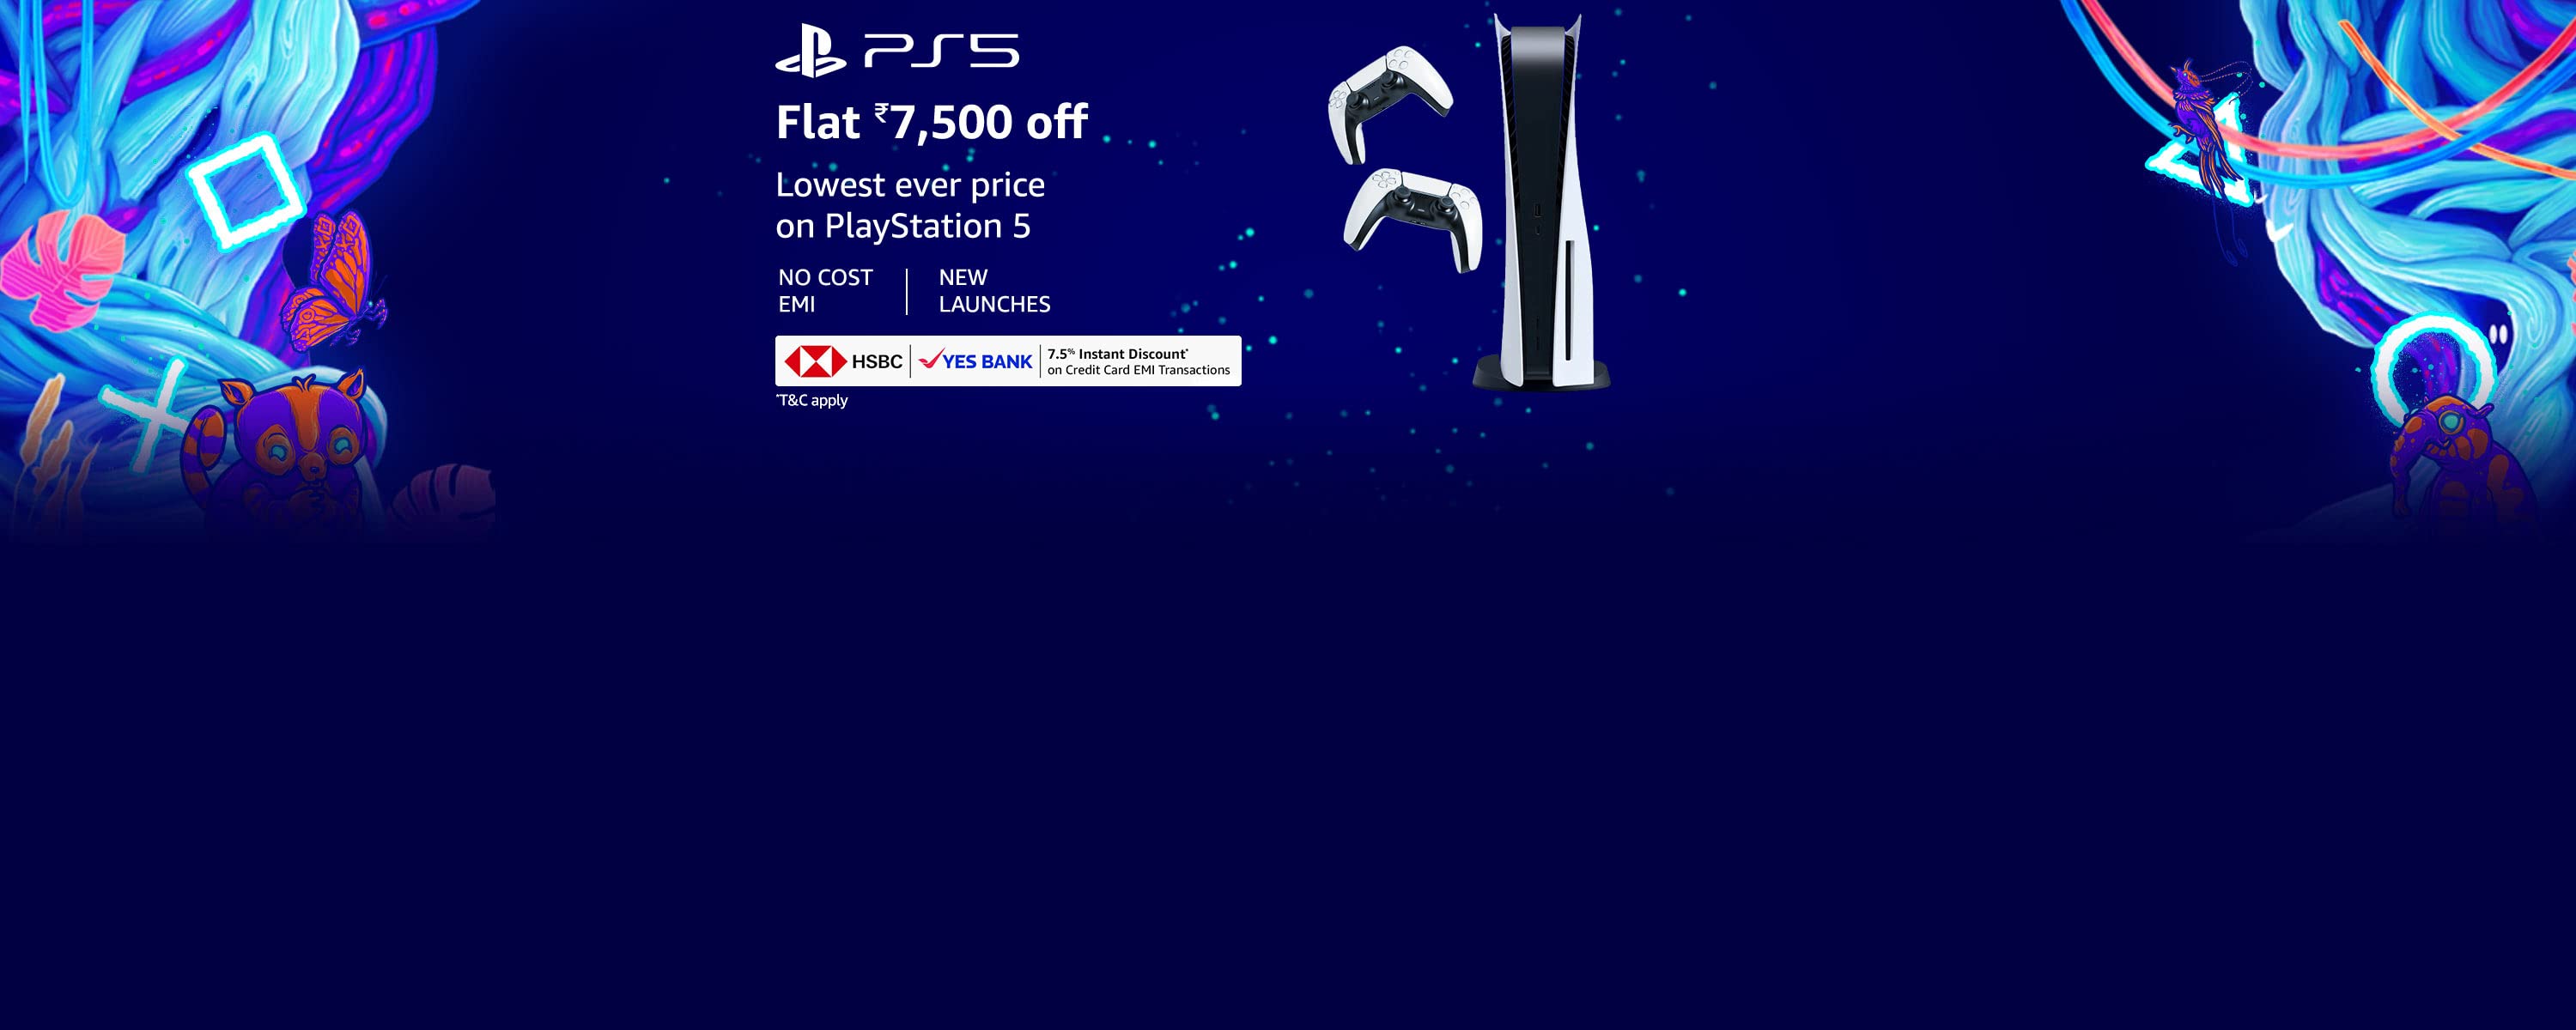 PS5
Flat ₹7,500 off
Lowest ever price
on PlayStation 5
NO COST
EMI
NEW
LAUNCHES
HSBC
YES BANK
7.5% Instant Discount*
on Credit Card EMI Transactions
*T&C apply